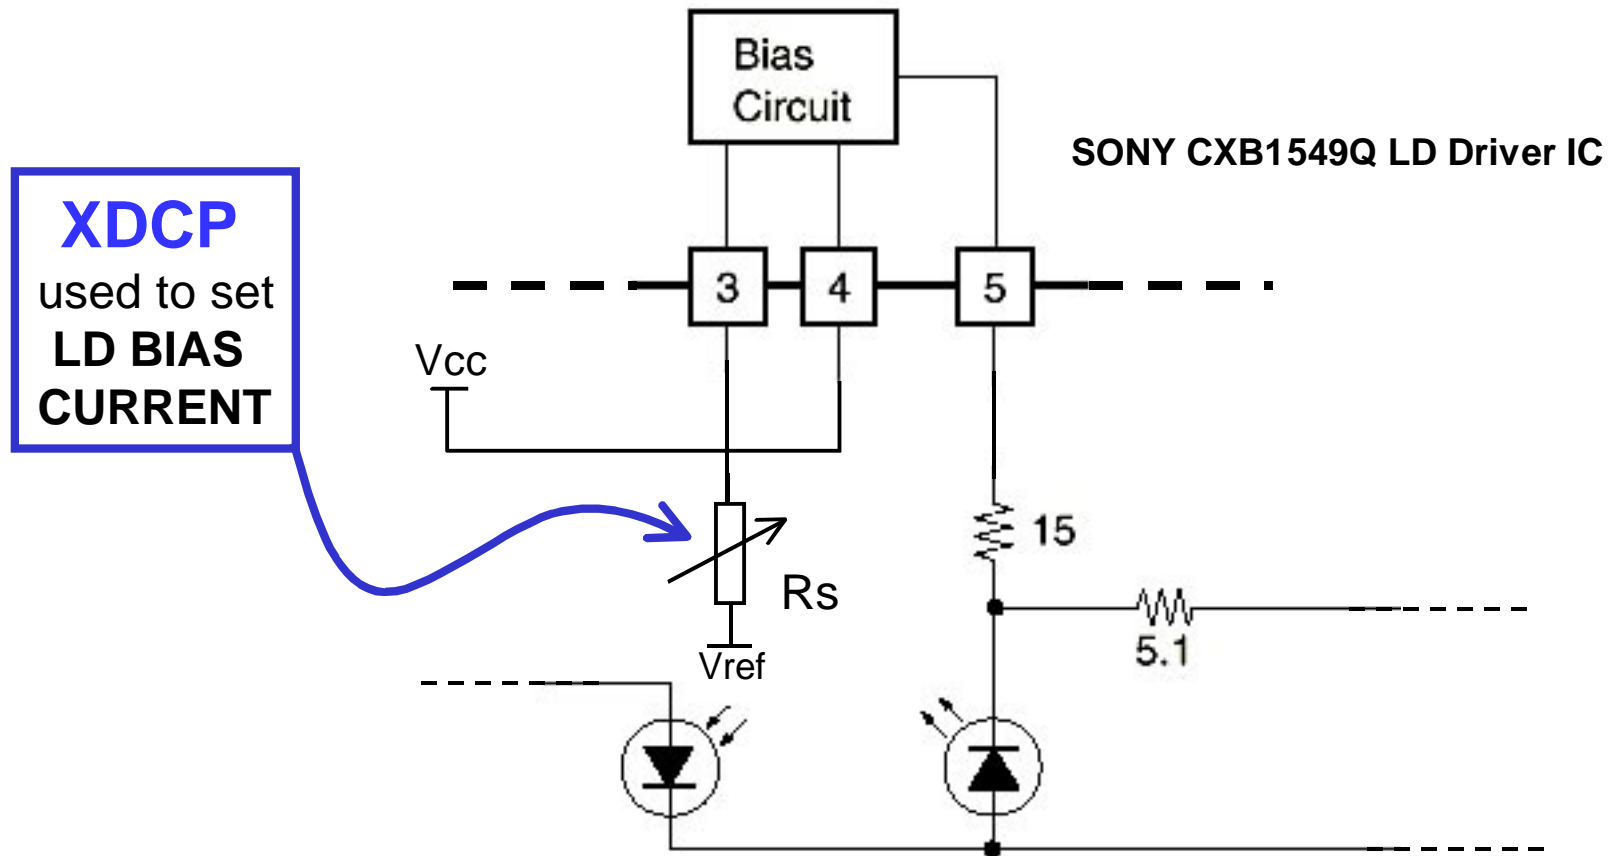 Bias
Circuit
SONY CXB1549Q LD Driver IC
XDCP
used to set
LD BIAS
CURRENT
3
4
5
Vcc
15
Rs
5.1
Vref